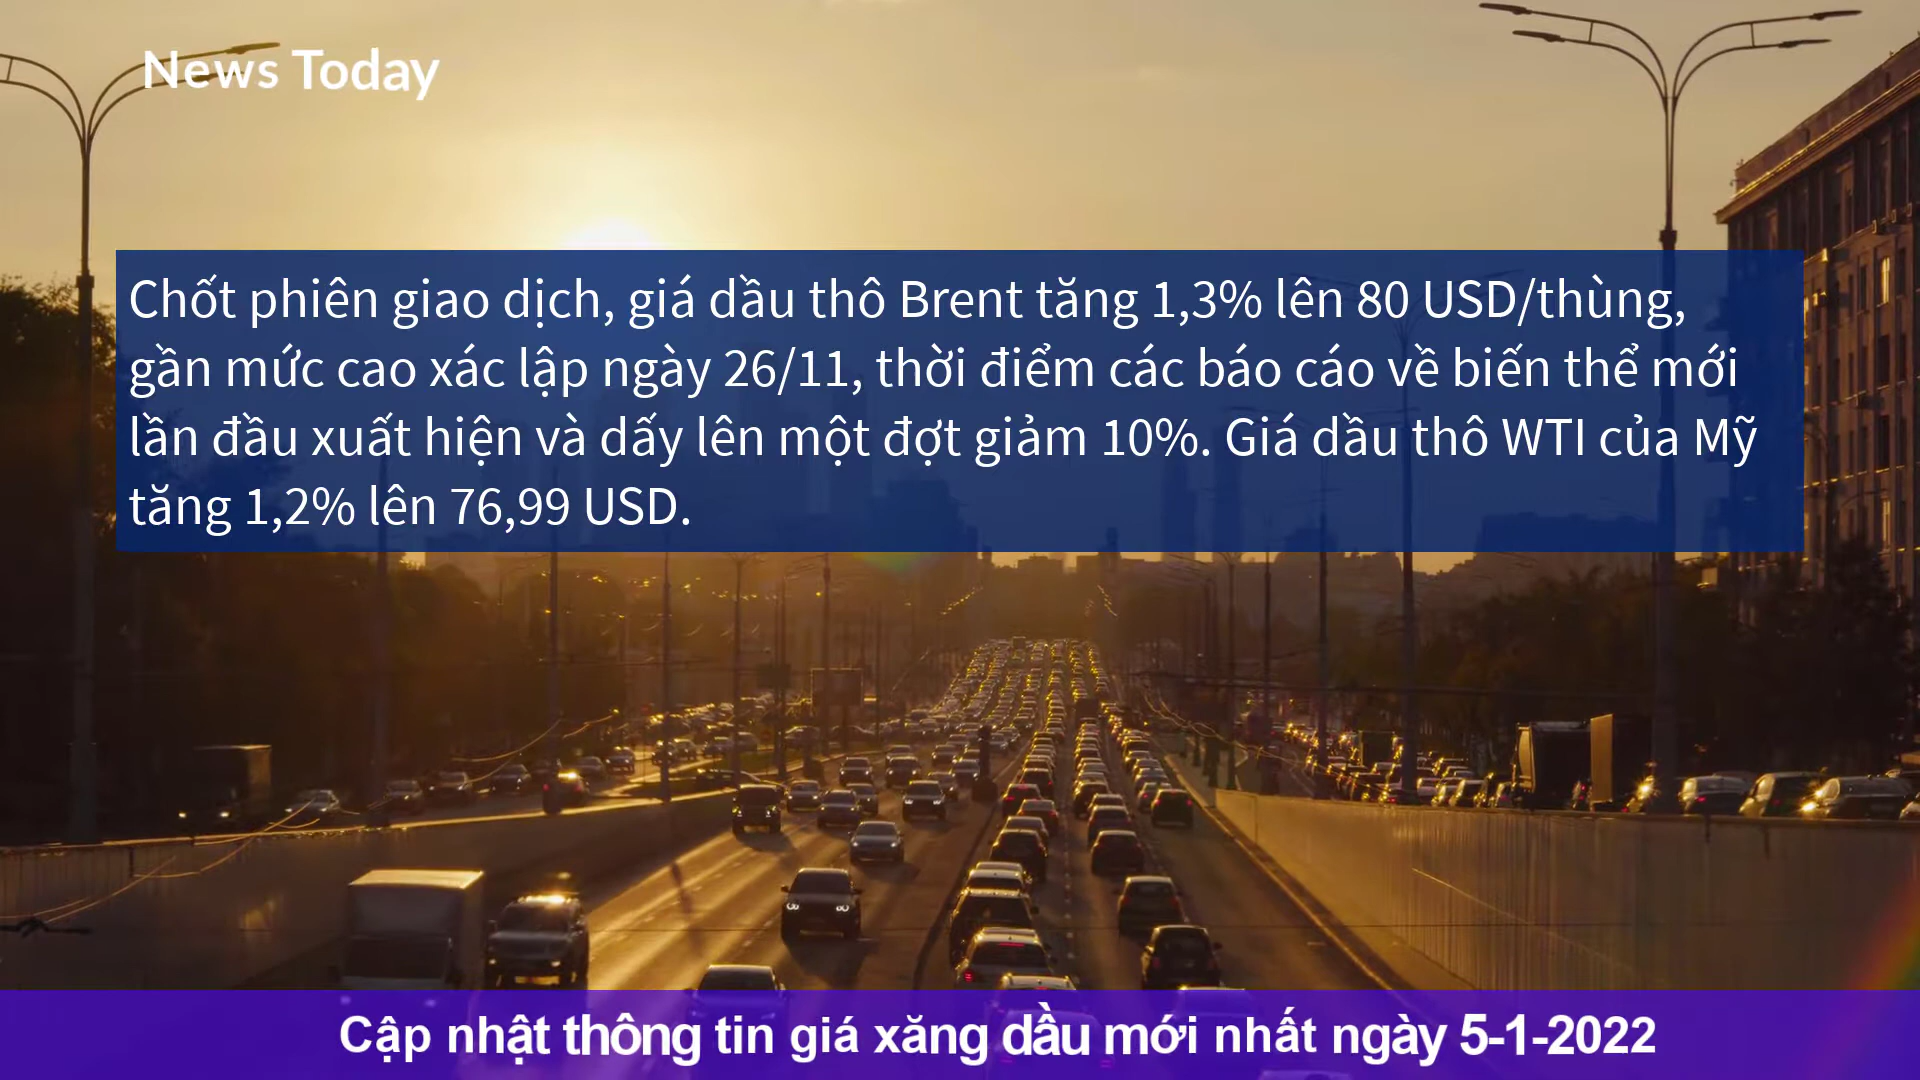 News Today
Chốt phiên giao dịch, giá dầu thô Brent tăng 1,3% lên 80 USD/thùng,
gần mức cao xác lập ngày 26/11, thời điểm các báo cáo về biến thể mới
lần đầu xuất hiện và dấy lên một đợt giảm 10%. Giá dầu thô WTI của Mỹ
tăng 1,2% lên 76,99 USD.
Cập nhật thông tin giá xăng dầu mới nhất ngày 5-1-2022